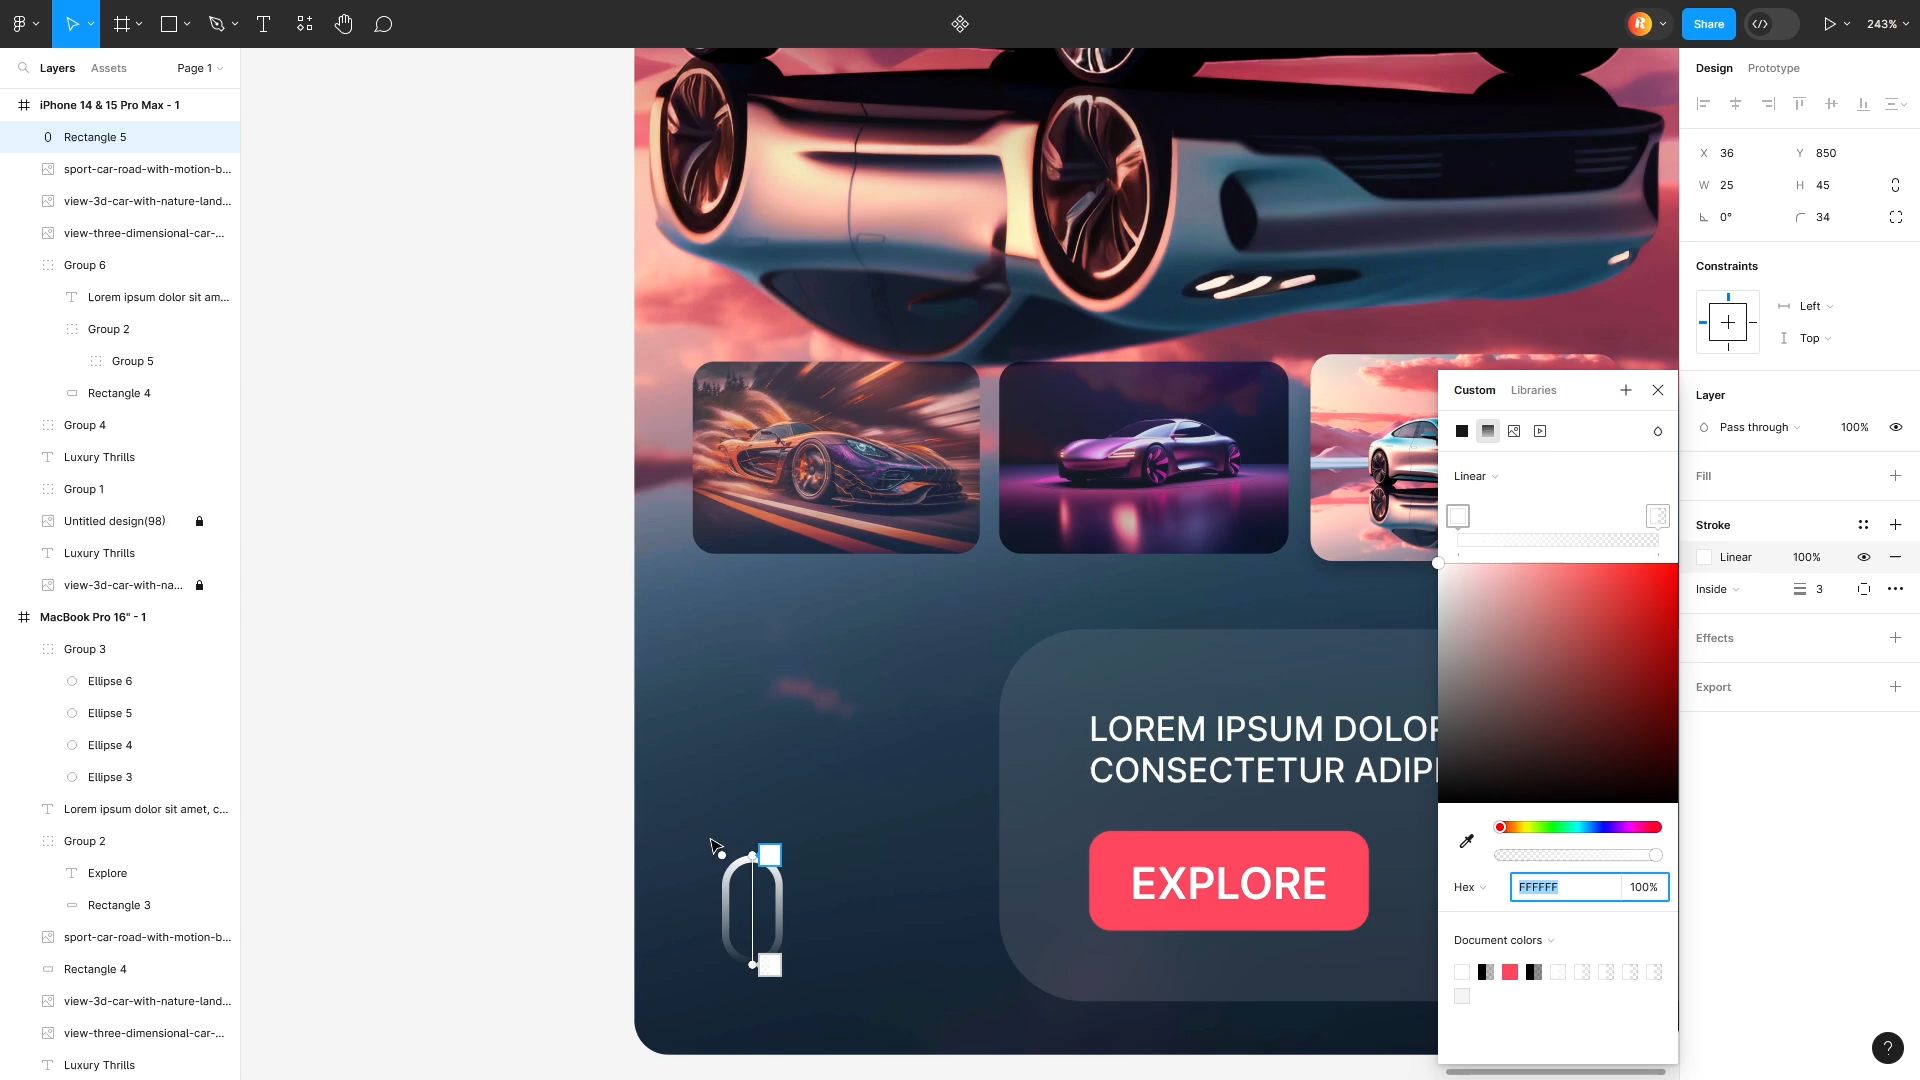 Share
243%
Layers
Assets
Page 1
Design
Prototype
iPhone 14 & 15 Pro Max - 1
Rectangle 5
sport-car-road-with-motion-b...
view-3d-car-with-nature-land...
view-three-dimensional-car-...
Group 6
Lorem ipsum dolor sit am...
Group 2
Group 5
Rectangle 4
Group 4
Luxury Thrills
Group 1
Untitled design(98)
Luxury Thrills
view-3d-car-with-na...
MacBook Pro 16" - 1
Group 3
Ellipse 6
Ellipse 5
Ellipse 4
Ellipse 3
Lorem ipsum dolor sit amet, c...
Group 2
Explore
Rectangle 3
sport-car-road-with-motion-b...
Rectangle 4
view-3d-car-with-nature-land...
view-three-dimensional-car-...
Luxury Thrills
LOREM IPSUM DOLOR
CONSECTETUR ADIPI
EXPLORE
Custom
Libraries
Linear
Hex
FFFFFF
100%
Document colors
X 36
Y 850
W 25
H 45
0°
34
Constraints
Left
Top
Layer
Pass through
100%
Fill
Stroke
Linear
100%
Inside
3
Effects
Export
?